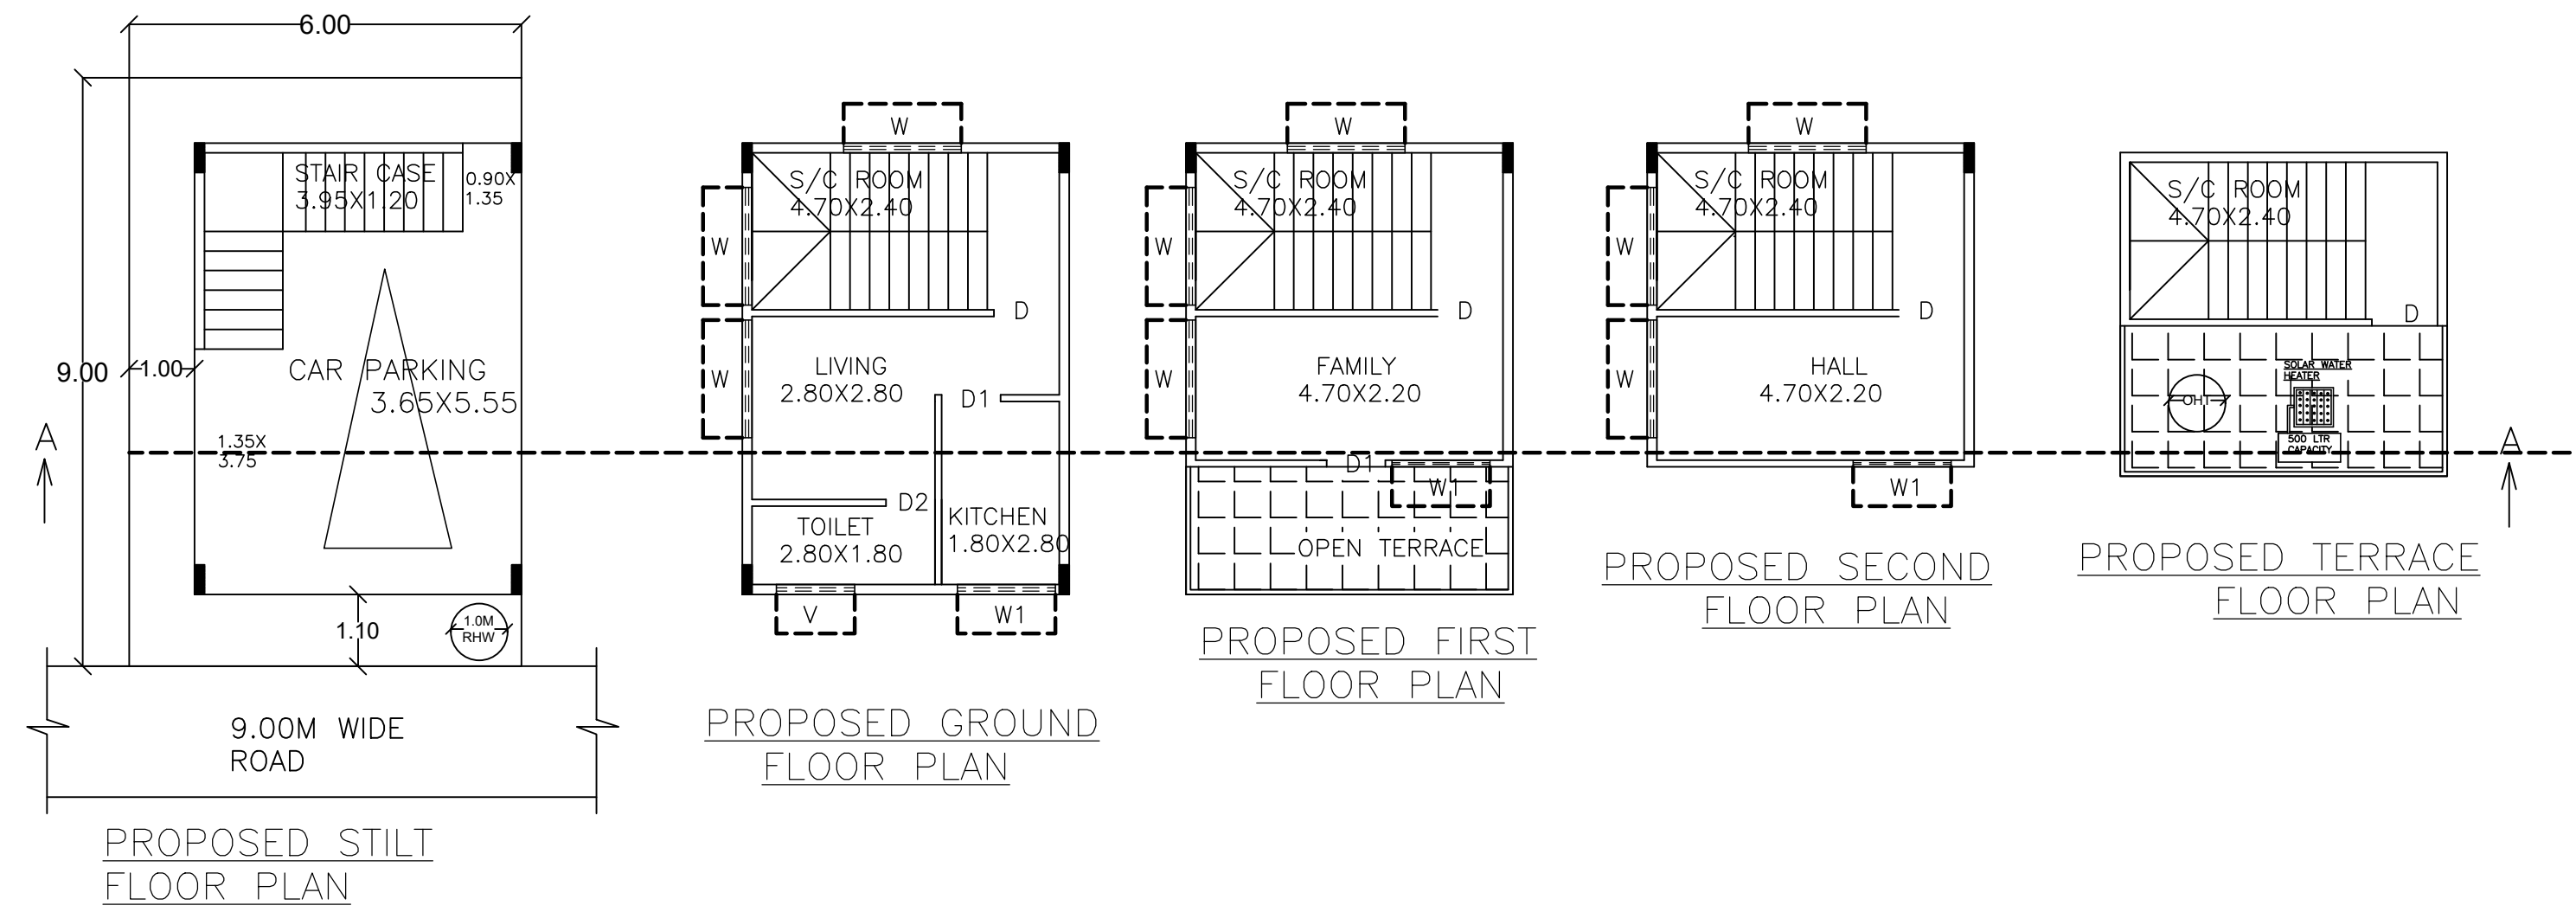 6.00
9.00
1.00
STAIR CASE
3.95X1.20
0.90X
1.35
CAR PARKING
3.65X5.55
1.35X
3.75
A
1.10
1.0M
RHW
9.00M WIDE
ROAD
PROPOSED STILT
FLOOR PLAN
W
S/C ROOM
4.70X2.40
W
D
W
LIVING
2.80X2.80
D1
D2
TOILET
2.80X1.80
KITCHEN
1.80X2.80
V
W1
PROPOSED GROUND
FLOOR PLAN
W
S/C ROOM
4.70X2.40
W
D
W
FAMILY
4.70X2.20
D1
W1
OPEN TERRACE
PROPOSED FIRST
FLOOR PLAN
W
S/C ROOM
4.70X2.40
W
D
W
HALL
4.70X2.20
W1
PROPOSED SECOND
FLOOR PLAN
S/C ROOM
4.70X2.40
D
SOLAR WATER
HEATER
OHT
500 LTR
CAPACITY
A
PROPOSED TERRACE
FLOOR PLAN